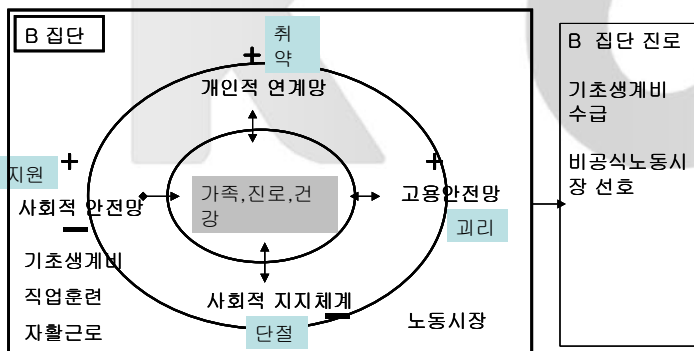 B 집단
취
약
+
개인적 연계망
+
지원
사회적 안전망
기초생계비
직업훈련
자활근로
가족,진로,건
강
+
고용안전망
괴리
사회적 지지체계
단절
노동시장
B 집단 진로
기초생계비
수급
비공식노동시
장 선호